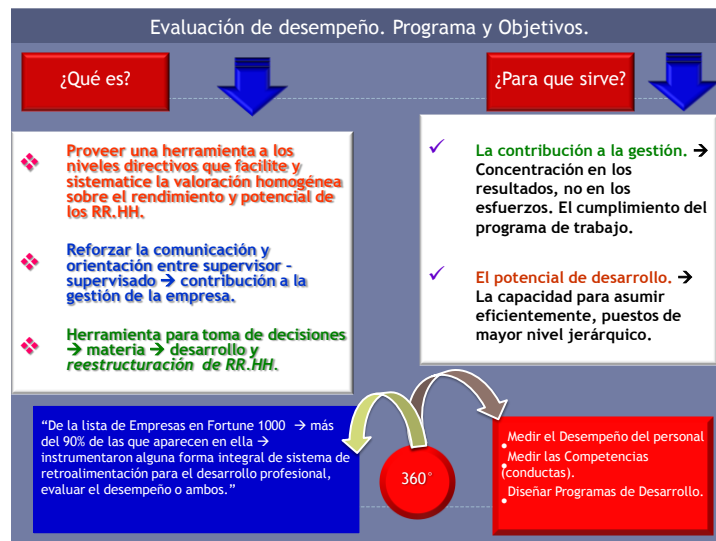 Evaluación de desempeño. Programa y Objetivos.
¿Qué es?
¿Para que sirve?
❖ Proveer una herramienta a los
niveles directivos que facilite y
sistematice la valoración homogénea
sobre el rendimiento y potencial de
los RR.HH.
❖ Reforzar la comunicación y
orientación entre supervisor –
supervisado → contribución a la
gestión de la empresa.
❖ Herramienta para toma de decisiones
→ materia → desarrollo y
reestructuración de RR.HH.
✓ La contribución a la gestión. →
Concentración en los
resultados, no en los
esfuerzos. El cumplimiento del
programa de trabajo.
✓ El potencial de desarrollo. →
La capacidad para asumir
eficientemente, puestos de
mayor nivel jerárquico.
“De la lista de Empresas en Fortune 1000 → más
del 90% de las que aparecen en ella →
instrumentaron alguna forma integral de sistema de
retroalimentación para el desarrollo profesional,
evaluar el desempeño o ambos.”
360°
•Medir el Desempeño del personal
•Medir las Competencias
(conductas).
•Diseñar Programas de Desarrollo.